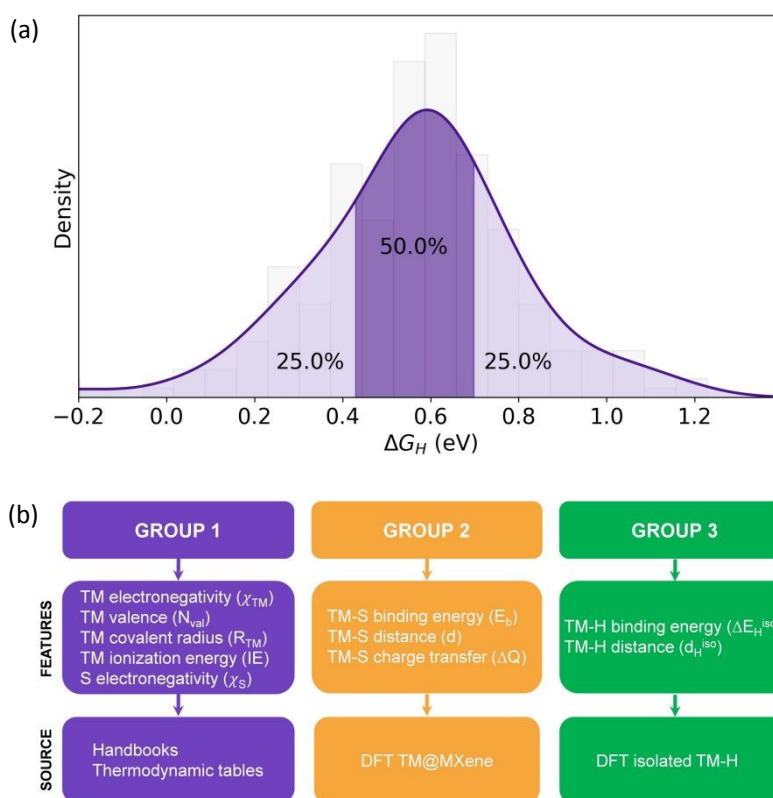 (a)
Density
50.0%
25.0%
25.0%
−0.2
0.0
0.2
0.4
0.6
0.8
1.0
1.2
ΔG_H (eV)
(b)
GROUP 1
GROUP 2
GROUP 3
FEATURES
TM electronegativity (χ_TM)
TM valence (N_val)
TM covalent radius (R_TM)
TM ionization energy (IE)
S electronegativity (χ_S)
TM-S binding energy (E_b)
TM-S distance (d)
TM-S charge transfer (ΔQ)
TM-H binding energy (ΔE_H^iso
TM-H distance (d_H^iso)
SOURCE
Handbooks
Thermodynamic tables
DFT TM@MXene
DFT isolated TM-H